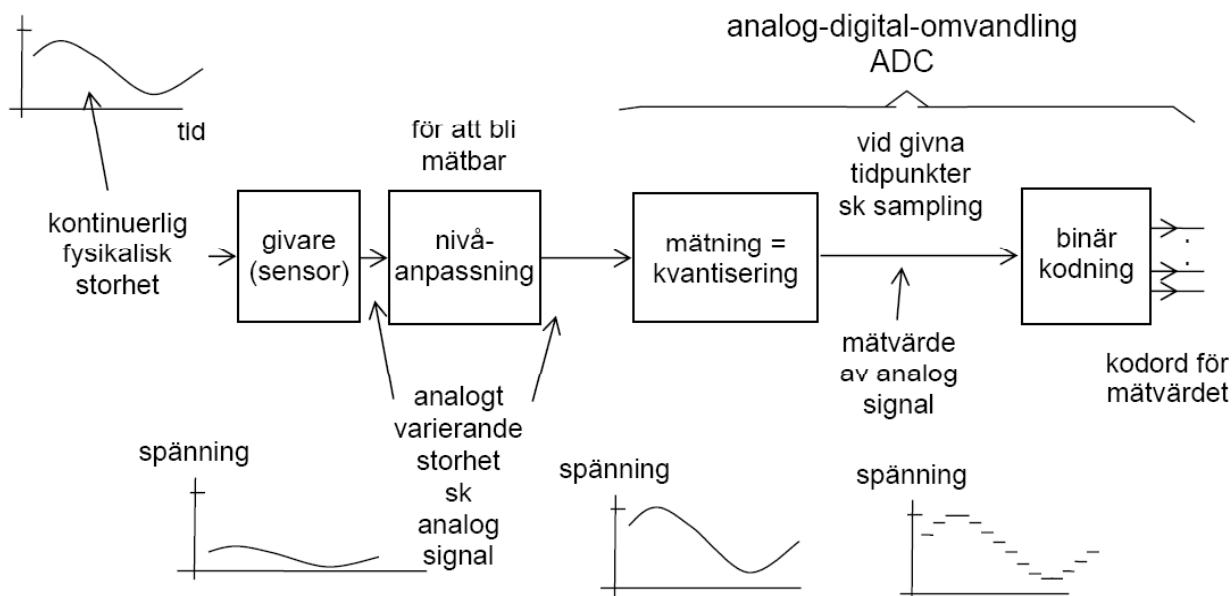 analog-digital-omvandling
ADC
tid
för att bli
mätbar
vid givna
tidpunkter
sk sampling
kontinuerlig
fysikalisk
storhet
givare
(sensor)
nivå-
anpassning
mätning =
kvantisering
binär
kodning
.
.
mätvärde
av analog
signal
kodord för
mätvärdet
analogt
varierande
storhet
sk
analog
signal
spänning
spänning
spänning